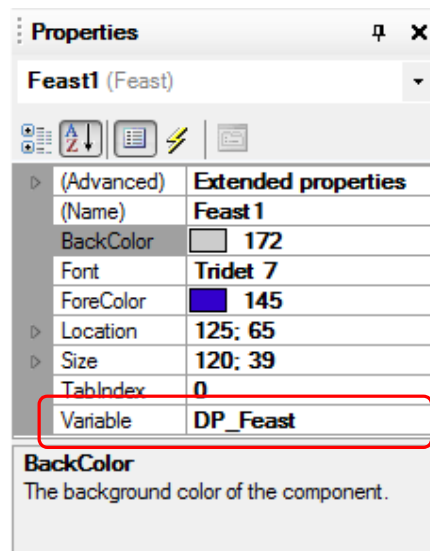 Properties
Feast1 (Feast)
(Advanced) Extended properties
(Name) Feast1
BackColor 172
Font Tridet 7
ForeColor 145
Location 125; 65
Size 120; 39
TabIndex 0
Variable DP_Feast
BackColor
The background color of the component.